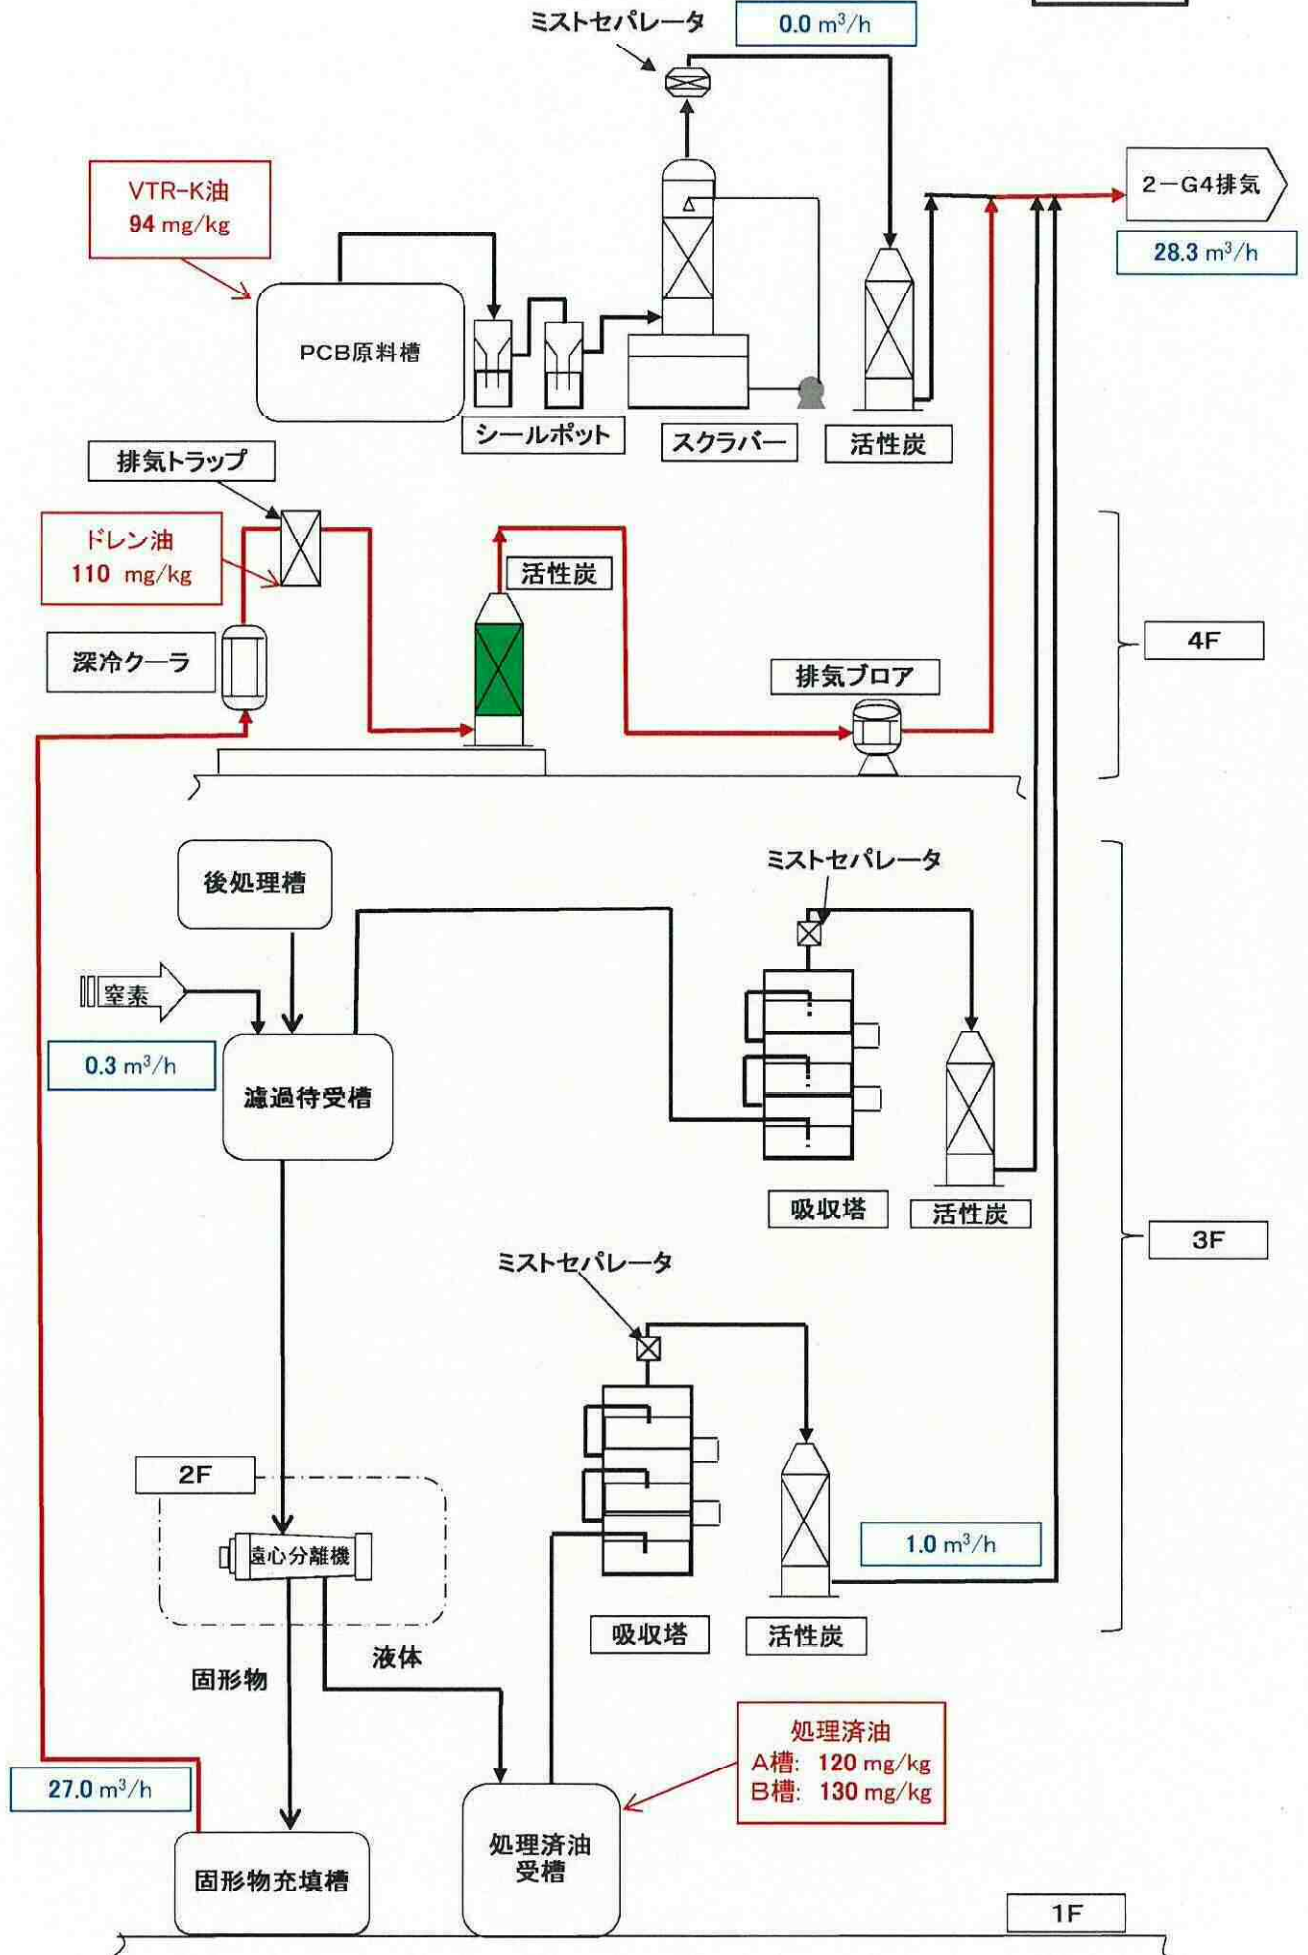 ミストセパレータ
0.0 m³/h
VTR-K油
94 mg/kg
2-G4排気
28.3 m³/h
PCB原料槽
シールポット
スクラバー
活性炭
排気トラップ
ドレン油
110 mg/kg
活性炭
深冷クーラ
排気ブロア
4F
後処理槽
ミストセパレータ
窒素
0.3 m³/h
濾過待受槽
吸収塔
活性炭
3F
ミストセパレータ
2F
遠心分離機
1.0 m³/h
吸収塔
活性炭
固形物
液体
処理済油
A槽: 120 mg/kg
B槽: 130 mg/kg
27.0 m³/h
固形物充填槽
処理済油
受槽
1F